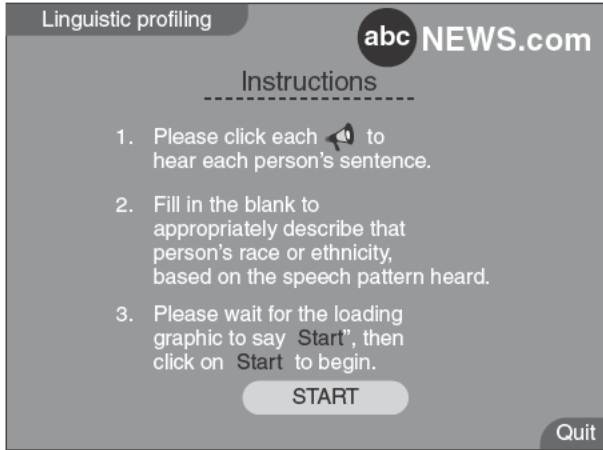 Linguistic profiling
abc NEWS.com
Instructions
1. Please click each to
hear each person's sentence.
2. Fill in the blank to
appropriately describe that
person's race or ethnicity,
based on the speech pattern heard.
3. Please wait for the loading
graphic to say Start”, then
click on Start to begin.
START
Quit